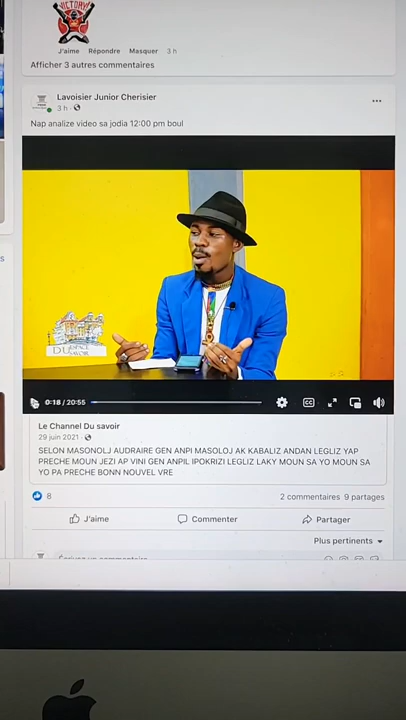 VICTORY!
J'aime Répondre Masquer 3 h
Afficher 3 autres commentaires
Lavoisier Junior Cherisier
3 h ·
Nap analize video sa jodia 12:00 pm boul
DU SAVOIR
0:18 / 20:55
CC
Le Channel Du savoir
29 juin 2021 ·
SELON MASONOLJ AUDRAIRE GEN ANPI MASOLOJ AK KABALIZ ANDAN LEGLIZ YAP
PRECHE MOUN JEZI AP VINI GEN ANPIL IPOKRIZI LEGLIZ LAKY MOUN SA YO MOUN SA
YO PA PRECHE BONN NOUVEL VRE
8
2 commentaires 9 partages
J'aime Commenter Partager
Plus pertinents